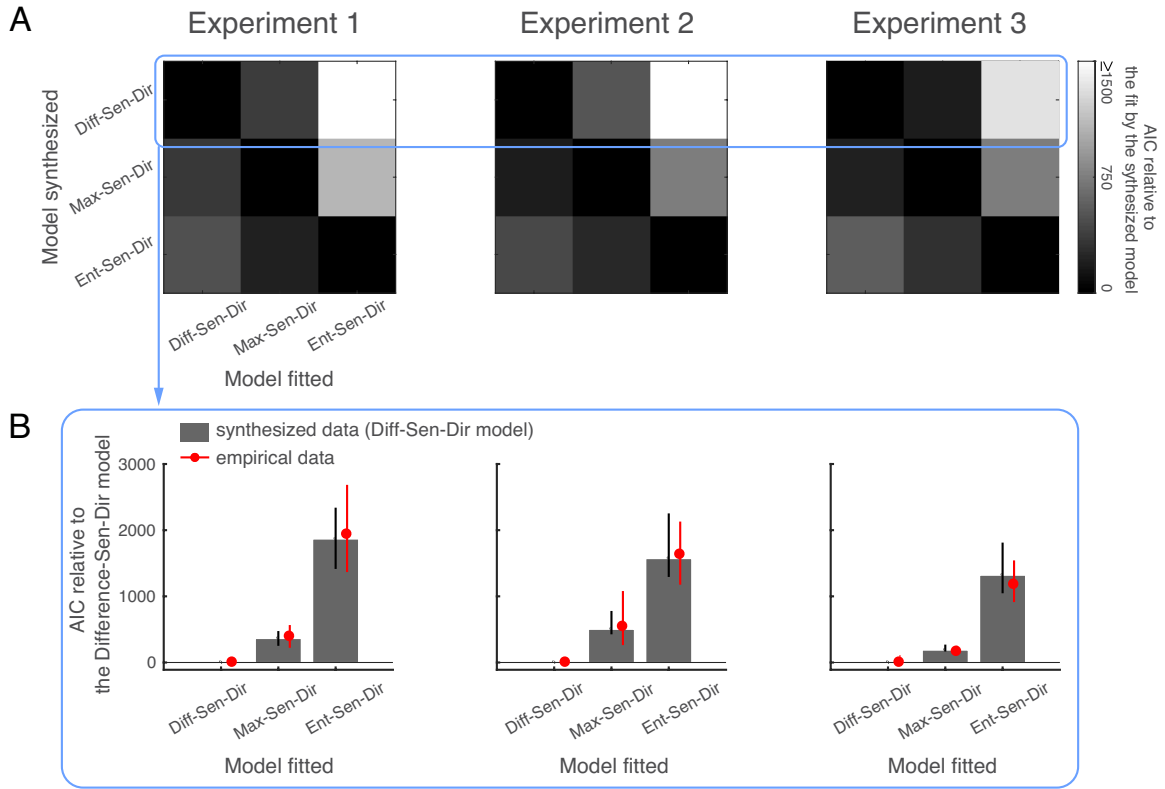 A
Experiment 1
Experiment 2
Experiment 3
Model synthesized
Diff-Sen-Dir
Max-Sen-Dir
Ent-Sen-Dir
Diff-Sen-Dir
Max-Sen-Dir
Ent-Sen-Dir
Model fitted
≥1500
750
0
AIC relative to
the fit by the sythesized model
B
synthesized data (Diff-Sen-Dir model)
empirical data
AIC relative to
the Difference-Sen-Dir model
3000
2000
1000
0
Diff-Sen-Dir
Max-Sen-Dir
Ent-Sen-Dir
Model fitted
Diff-Sen-Dir
Max-Sen-Dir
Ent-Sen-Dir
Model fitted
Diff-Sen-Dir
Max-Sen-Dir
Ent-Sen-Dir
Model fitted